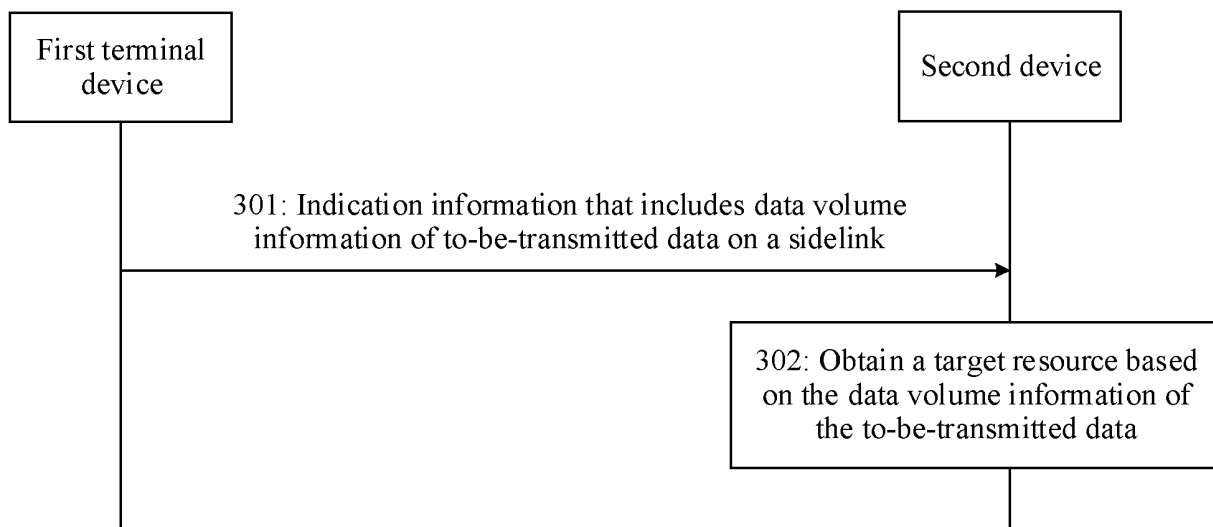 First terminal
device
Second device
301: Indication information that includes data volume
information of to-be-transmitted data on a sidelink
302: Obtain a target resource based
on the data volume information of
the to-be-transmitted data